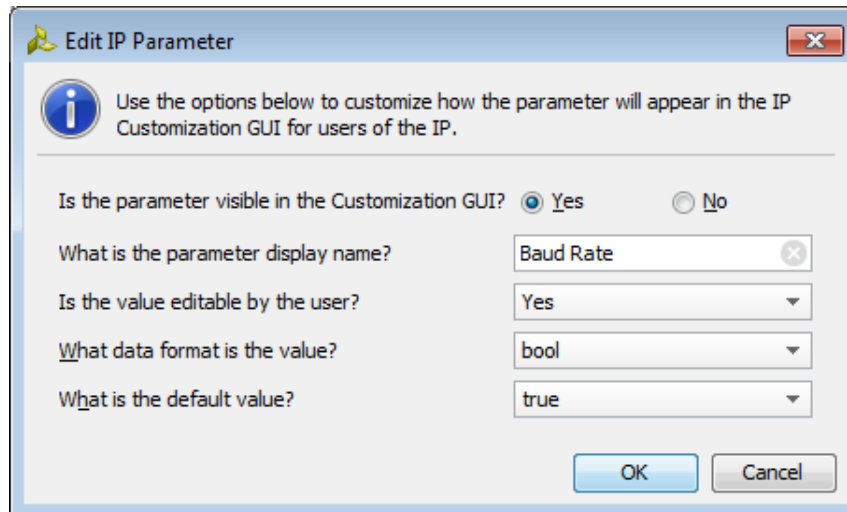 Edit IP Parameter
Use the options below to customize how the parameter will appear in the IP
Customization GUI for users of the IP.
Is the parameter visible in the Customization GUI? Yes No
What is the parameter display name? Baud Rate
Is the value editable by the user? Yes
What data format is the value? bool
What is the default value? true
OK Cancel